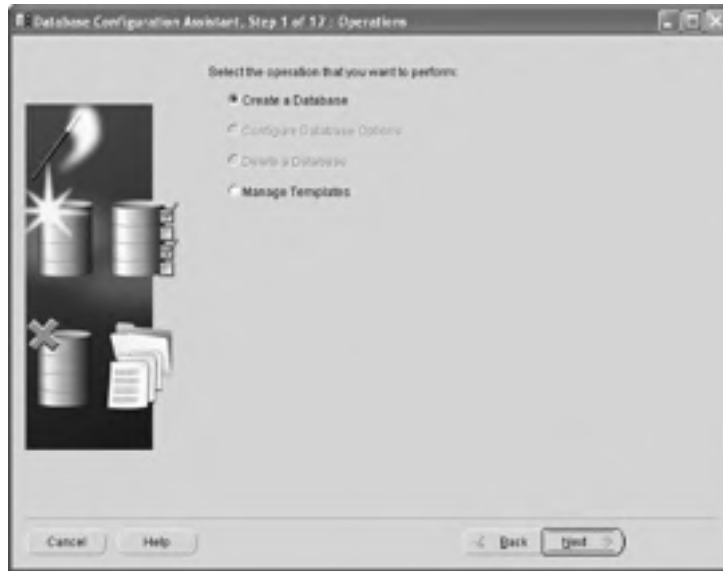 Database Configuration Assistant, Step 1 of 12 : Operations
Select the operation that you want to perform:
Create a Database
Configure Database Options
Delete a Database
Manage Templates
Cancel
Help
Back
Next